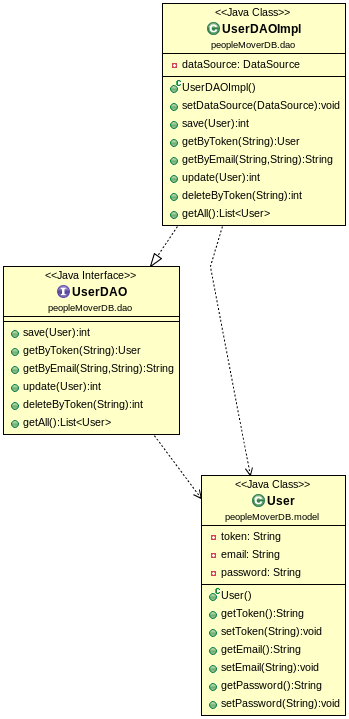 <<Java Class>>
UserDAOImpl
peopleMoverDB.dao
dataSource: DataSource
UserDAOImpl()
setDataSource(DataSource):void
save(User):int
getByToken(String):User
getByEmail(String,String):String
update(User):int
deleteByToken(String):int
getAll():List<User>
<<Java Interface>>
UserDAO
peopleMoverDB.dao
save(User):int
getByToken(String):User
getByEmail(String,String):String
update(User):int
deleteByToken(String):int
getAll():List<User>
<<Java Class>>
User
peopleMoverDB.model
token: String
email: String
password: String
User()
getToken():String
setToken(String):void
getEmail():String
setEmail(String):void
getPassword():String
setPassword(String):void